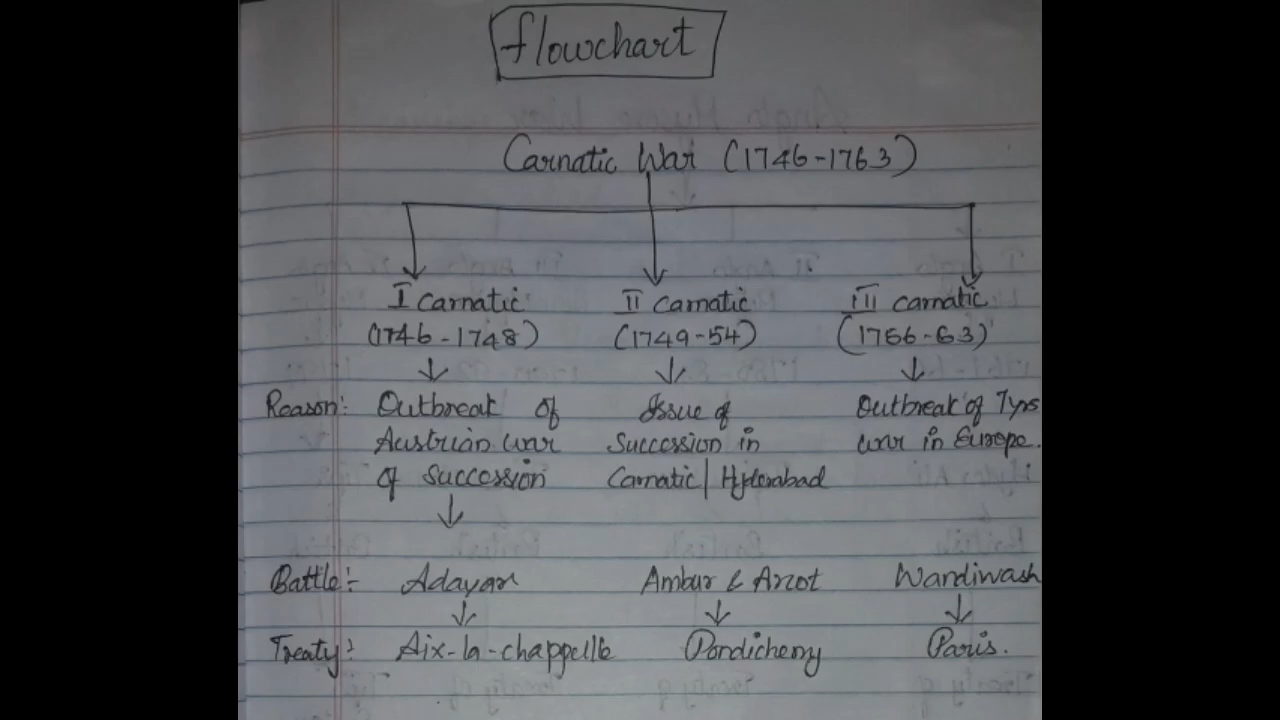 flowchart
Carnatic War (1746-1763)
I carnatic II carnatic III carnatic
(1746-1748) (1749-54) (1756-63)
Reason:- Outbreak of Issue of Outbreak of 7yrs
Austrian war Succession in war in Europe.
of succession Carnatic | Hyderabad
Battle:- Adayar Ambur & Arcot Wandiwash
Treaty:- Aix-la-chappelle Pondicherry Paris.